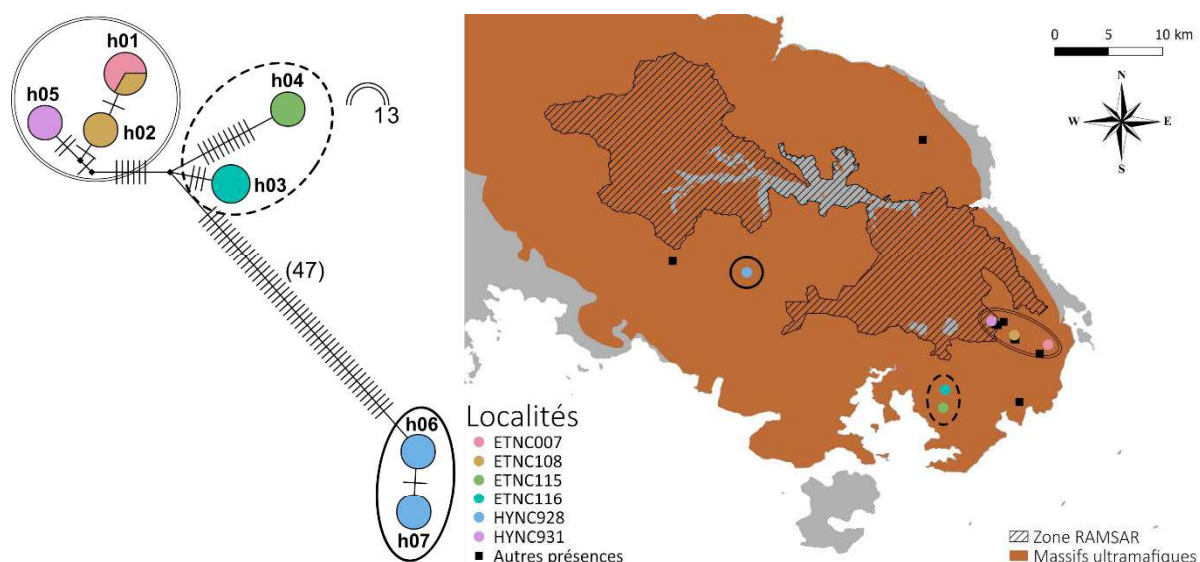 h01
h05
h02
h04
h03
13
(47)
h06
h07
0 5 10 km
N
W E
S
Localités
ETNC007
ETNC108
ETNC115
ETNC116
HYNC928
HYNC931
Autres présences
Zone RAMSAR
Massifs ultramafiques